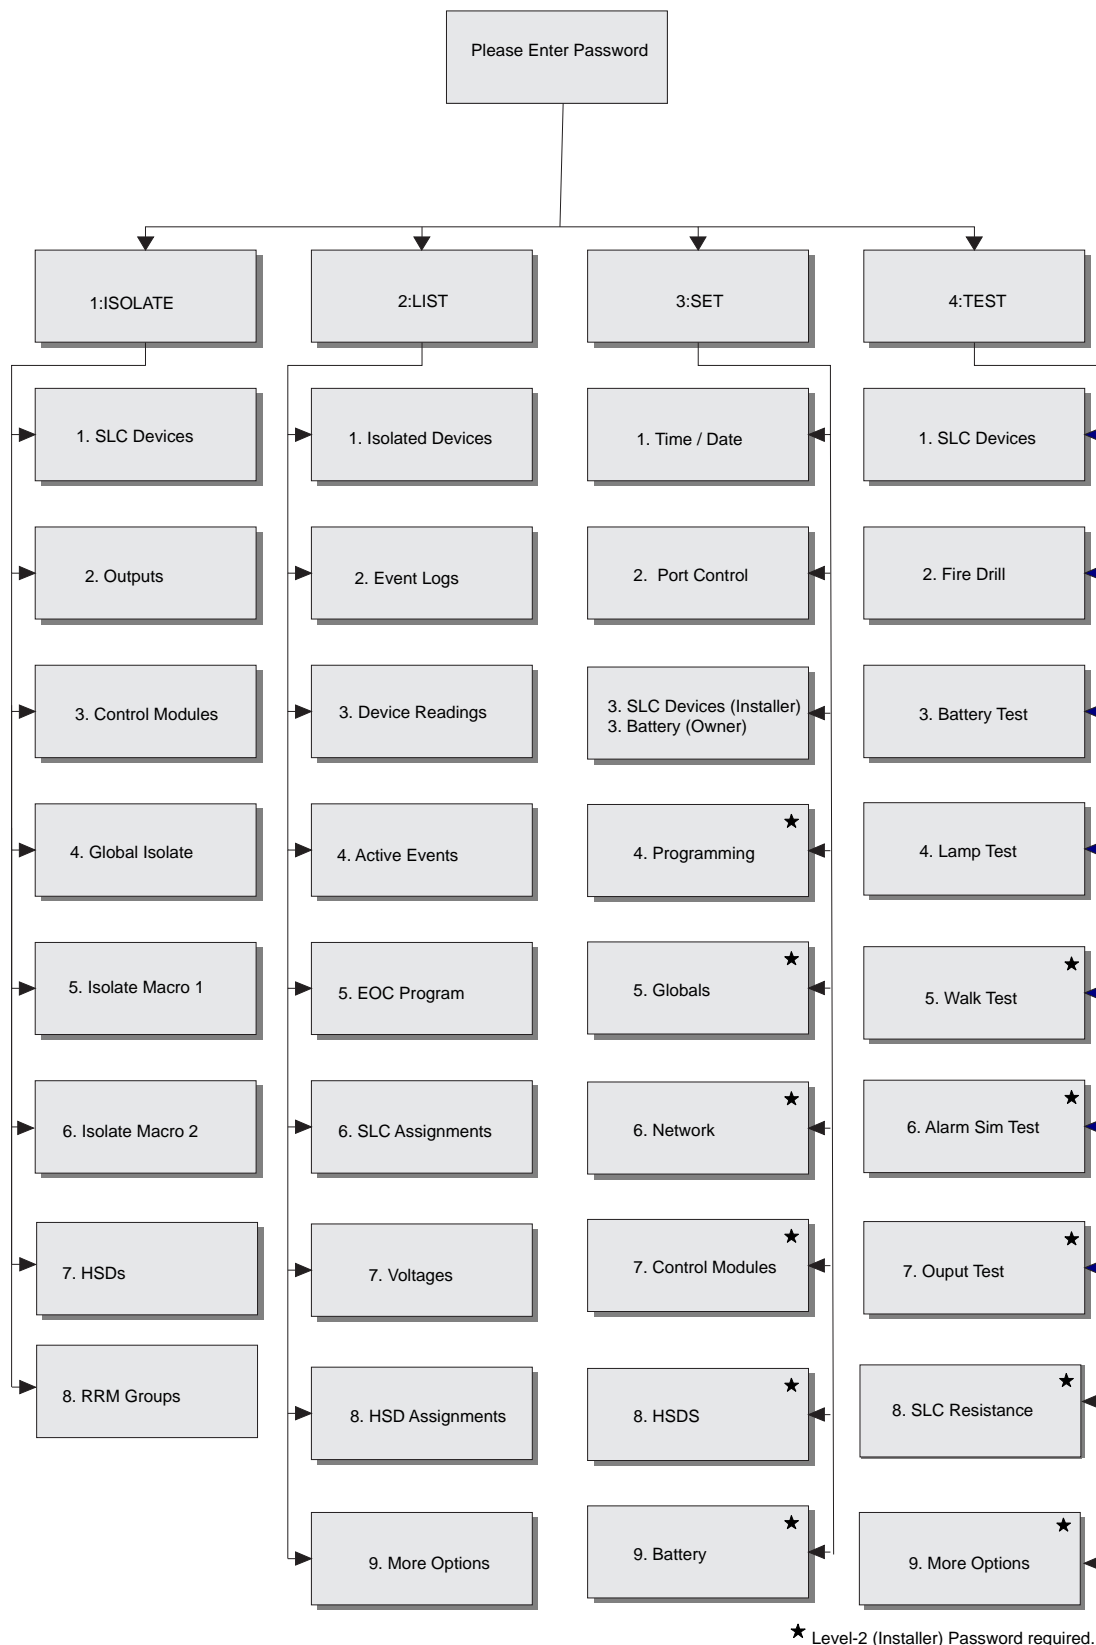 Please Enter Password
1:ISOLATE
1. SLC Devices
2. Outputs
3. Control Modules
4. Global Isolate
5. Isolate Macro 1
6. Isolate Macro 2
7. HSDs
8. RRM Groups
2:LIST
1. Isolated Devices
2. Event Logs
3. Device Readings
4. Active Events
5. EOC Program
6. SLC Assignments
7. Voltages
8. HSD Assignments
9. More Options
3:SET
1. Time / Date
2. Port Control
3. SLC Devices (Installer)
3. Battery (Owner)
★
4. Programming
★
5. Globals
★
6. Network
★
7. Control Modules
★
8. HSDS
★
9. Battery
4:TEST
1. SLC Devices
2. Fire Drill
3. Battery Test
4. Lamp Test
★
5. Walk Test
★
6. Alarm Sim Test
★
7. Ouput Test
★
8. SLC Resistance
★
9. More Options
★ Level-2 (Installer) Password required.